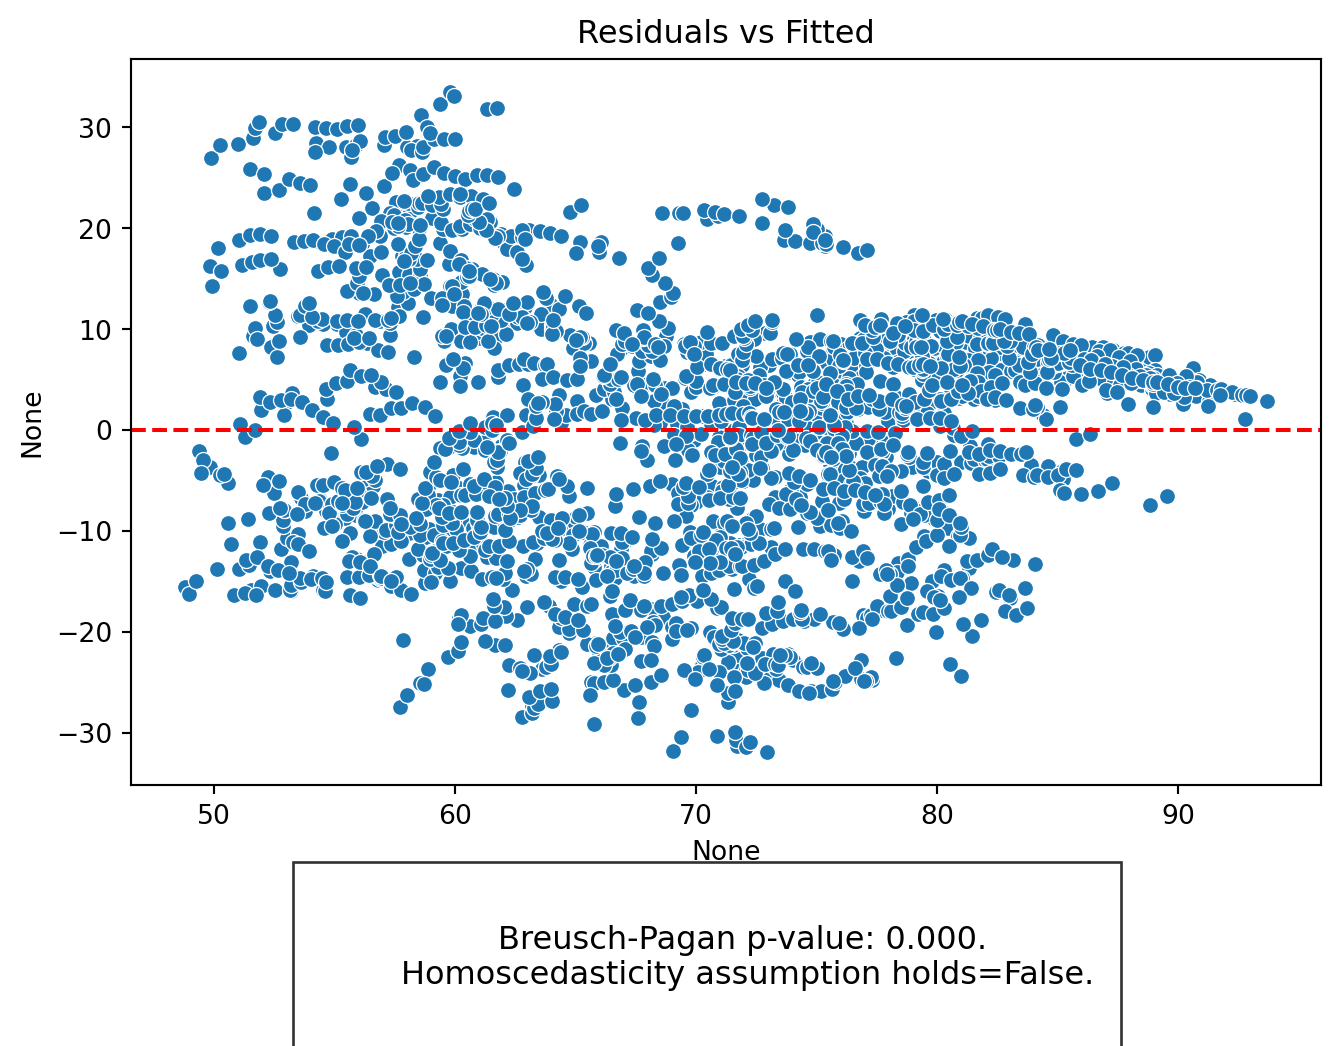 Residuals vs Fitted
30
20
10
0
−10
−20
−30
None
50
60
70
80
90
None
Breusch-Pagan p-value: 0.000.
Homoscedasticity assumption holds=False.